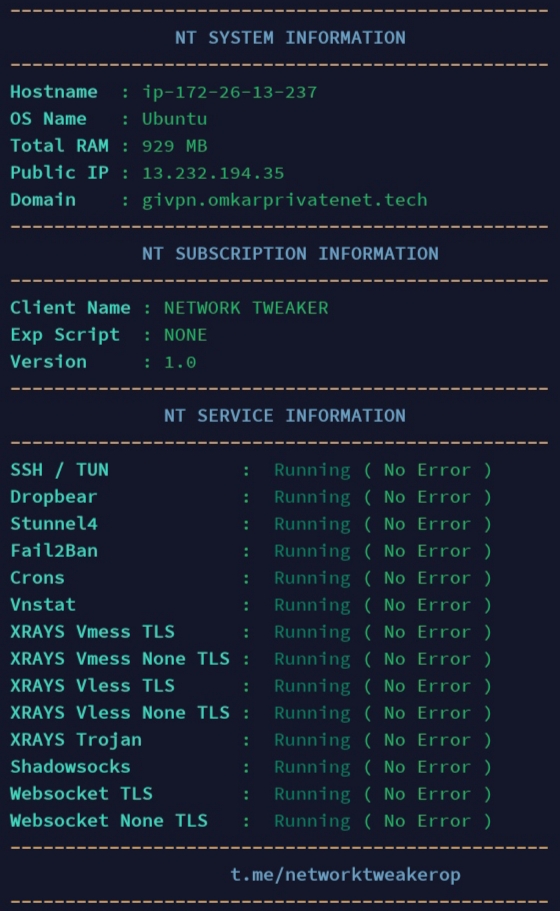 NT SYSTEM INFORMATION
Hostname : ip-172-26-13-237
OS Name : Ubuntu
Total RAM : 929 MB
Public IP : 13.232.194.35
Domain : givpn.omkarprivatenet.tech
NT SUBSCRIPTION INFORMATION
Client Name : NETWORK TWEAKER
Exp Script : NONE
Version : 1.0
NT SERVICE INFORMATION
SSH / TUN : Running ( No Error )
Dropbear : Running ( No Error )
Stunnel4 : Running ( No Error )
Fail2Ban : Running ( No Error )
Crons : Running ( No Error )
Vnstat : Running ( No Error )
XRAYS Vmess TLS : Running ( No Error )
XRAYS Vmess None TLS : Running ( No Error )
XRAYS Vless TLS : Running ( No Error )
XRAYS Vless None TLS : Running ( No Error )
XRAYS Trojan : Running ( No Error )
Shadowsocks : Running ( No Error )
Websocket TLS : Running ( No Error )
Websocket None TLS : Running ( No Error )
t.me/networktweakerop